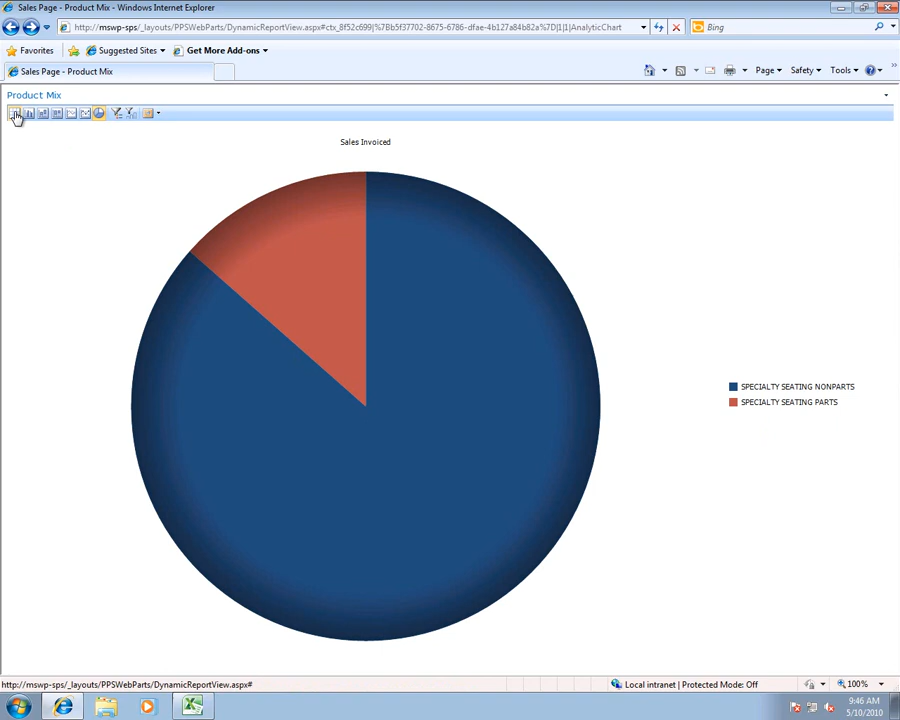 Sales Page - Product Mix - Windows Internet Explorer
http://mswp-sps/_layouts/PPSWebParts/DynamicReportView.aspx#ctx_8f52c699|%7Bb5f37702-8675-6786-dfae-4b127a84b82a%7D|1|1|AnalyticChart
Bing
Favorites
Suggested Sites
Get More Add-ons
Sales Page - Product Mix
Page
Safety
Tools
Product Mix
Sales Invoiced
SPECIALTY SEATING NONPARTS
SPECIALTY SEATING PARTS
http://mswp-sps/_layouts/PPSWebParts/DynamicReportView.aspx#
Local intranet | Protected Mode: Off
100%
9:46 AM
5/10/2010